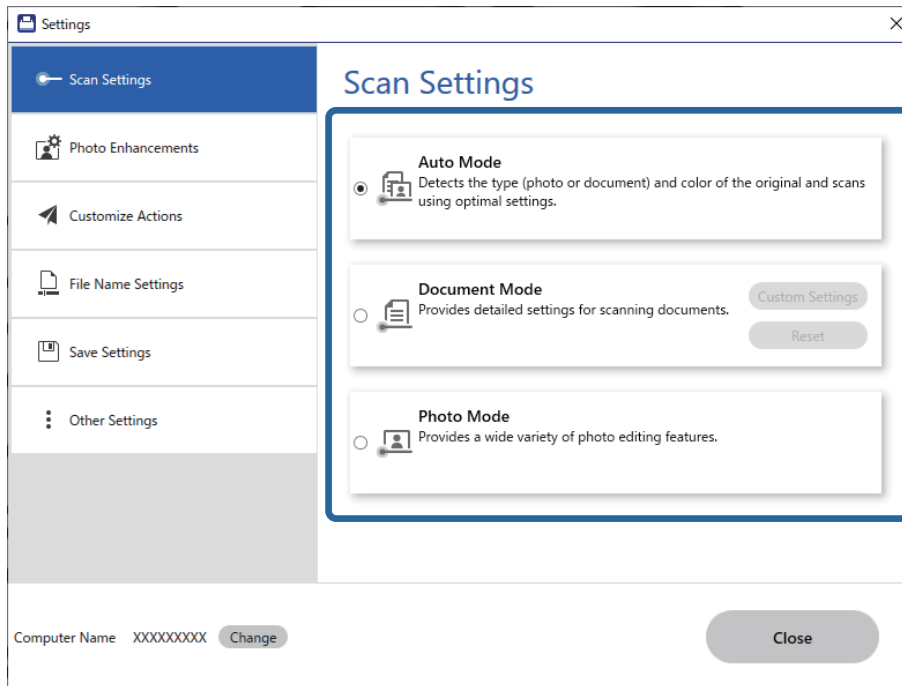 Settings
Scan Settings
Photo Enhancements
Customize Actions
File Name Settings
Save Settings
Other Settings
Scan Settings
Auto Mode
Detects the type (photo or document) and color of the original and scans
using optimal settings.
Document Mode
Provides detailed settings for scanning documents.
Custom Settings
Reset
Photo Mode
Provides a wide variety of photo editing features.
Computer Name XXXXXXXXX Change
Close